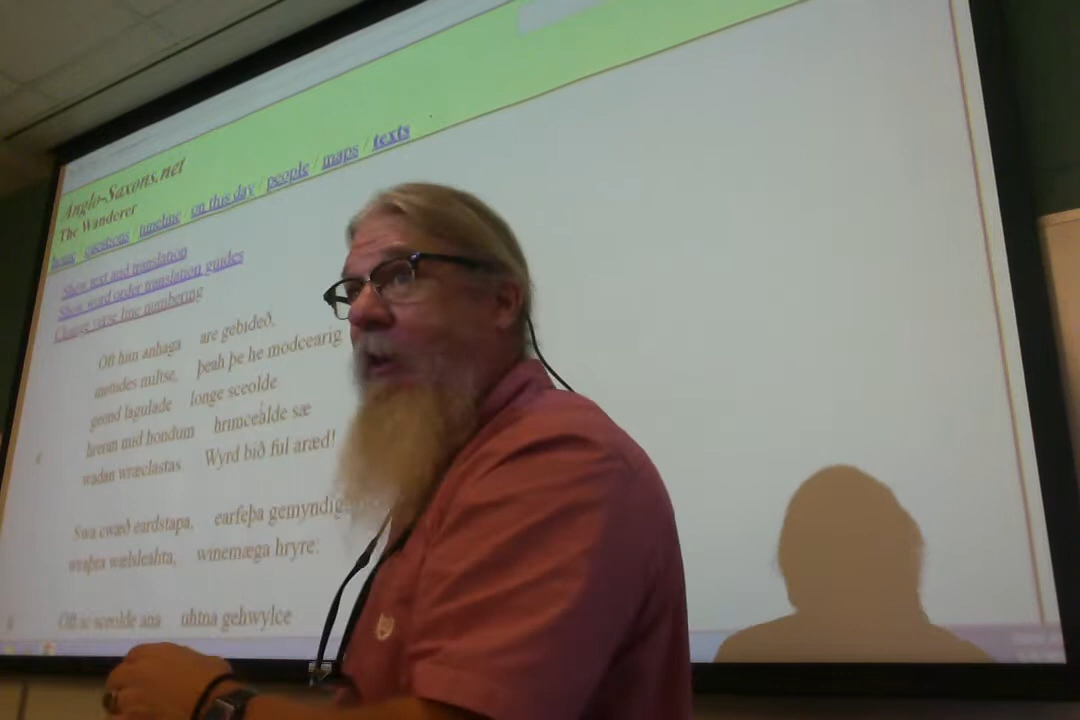 Anglo-Saxons.net
The Wanderer
home questions timeline / on this day / people / maps / texts
Show text and translation
Show word order translation guides
Change verse line numbering
Oft him anhaga are gebideð,
metudes miltse, þeah þe he modcearig
geond lagulade longe sceolde
hreran mid hondum hrimcealde sæ
wadan wræclastas. Wyrd bið ful aræd!
Swa cwæð eardstapa, earfeþa gemyndig
wraþra wælsleahta, winemæga hryre:
Oft ic sceolde ana uhtna gehwylce